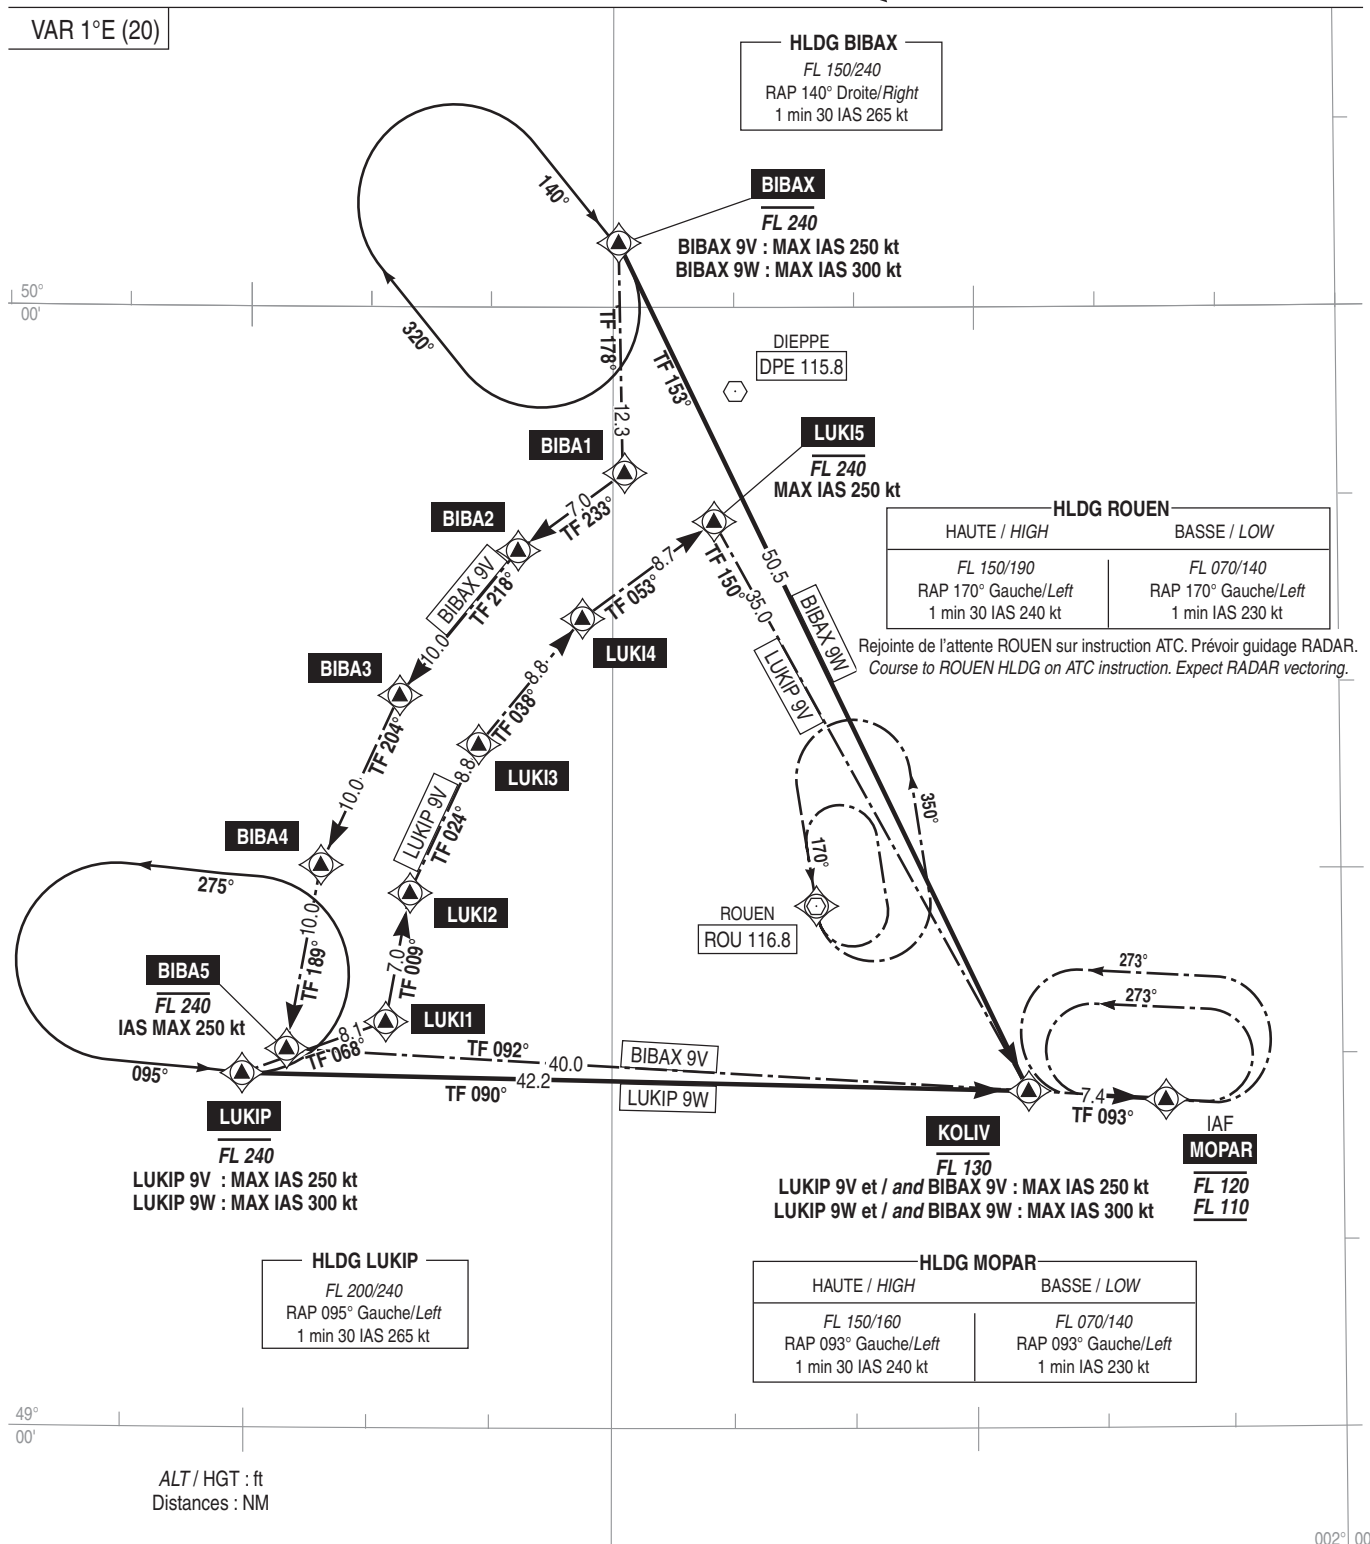 VAR 1°E (20)
HLDG BIBAX
FL 150/240
RAP 140° Droite/Right
1 min 30 IAS 265 kt
140°
BIBAX
FL 240
BIBAX 9V : MAX IAS 250 kt
BIBAX 9W : MAX IAS 300 kt
50°
00'
320°
TF 178°
12.3
TF 153°
DIEPPE
DPE 115.8
BIBA1
LUKI5
FL 240
MAX IAS 250 kt
7.0
TF 233°
BIBA2
BIBAX 9V
TF 218°
10.0
8.7
TF 053°
TF 150°
35.0
50.5
BIBAX 9W
LUKIP 9V
HLDG ROUEN
HAUTE / HIGH
BASSE / LOW
FL 150/190
RAP 170° Gauche/Left
1 min 30 IAS 240 kt
FL 070/140
RAP 170° Gauche/Left
1 min IAS 230 kt
Rejointe de l'attente ROUEN sur instruction ATC. Prévoir guidage RADAR.
Course to ROUEN HLDG on ATC instruction. Expect RADAR vectoring.
LUKI4
BIBA3
8.8
TF 038°
TF 204°
10.0
LUKI3
8.8
LUKIP 9V
TF 024°
BIBA4
350°
170°
275°
LUKI2
ROUEN
ROU 116.8
10.0
TF 189°
7.0
TF 009°
BIBA5
FL 240
IAS MAX 250 kt
LUKI1
8.1
TF 068°
273°
273°
095°
TF 092°
40.0
BIBAX 9V
TF 090°
42.2
LUKIP 9W
7.4
TF 093°
LUKIP
FL 240
LUKIP 9V : MAX IAS 250 kt
LUKIP 9W : MAX IAS 300 kt
KOLIV
FL 130
LUKIP 9V et / and BIBAX 9V : MAX IAS 250 kt
LUKIP 9W et / and BIBAX 9W : MAX IAS 300 kt
IAF
MOPAR
FL 120
FL 110
HLDG LUKIP
FL 200/240
RAP 095° Gauche/Left
1 min 30 IAS 265 kt
HLDG MOPAR
HAUTE / HIGH
BASSE / LOW
FL 150/160
RAP 093° Gauche/Left
1 min 30 IAS 240 kt
FL 070/140
RAP 093° Gauche/Left
1 min IAS 230 kt
49°
00'
ALT / HGT : ft
Distances : NM
002° 00